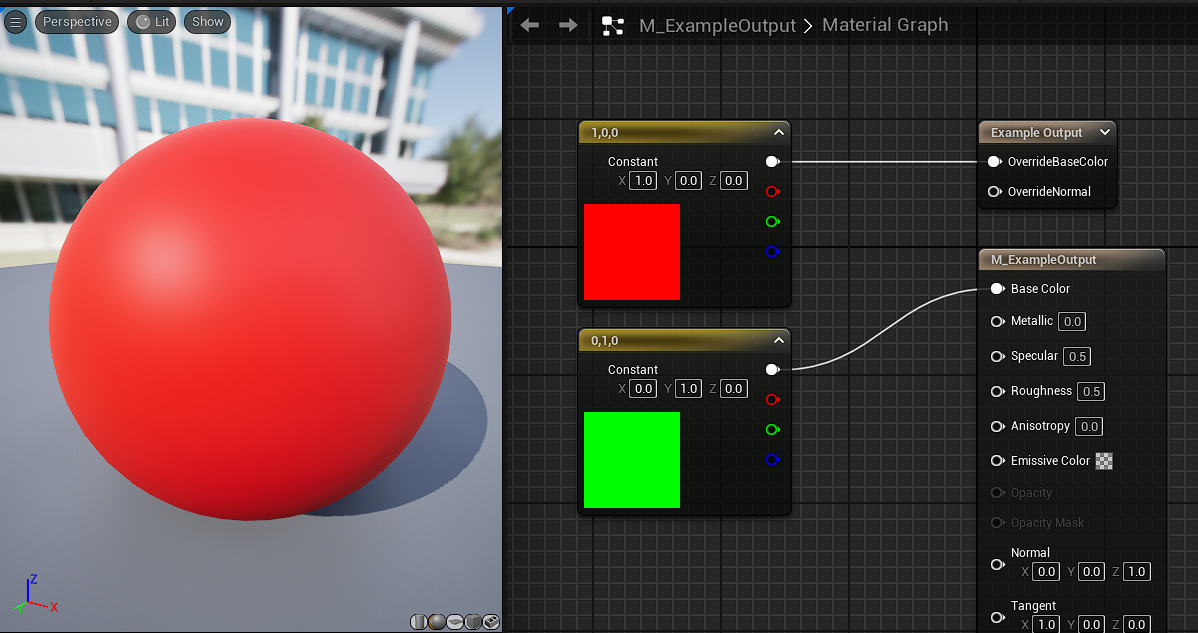 Perspective
Lit
Show
Z
X
Y
M_ExampleOutput > Material Graph
1,0,0
Constant
X 1.0 Y 0.0 Z 0.0
0,1,0
Constant
X 0.0 Y 1.0 Z 0.0
Example Output
OverrideBaseColor
OverrideNormal
M_ExampleOutput
Base Color
Metallic 0.0
Specular 0.5
Roughness 0.5
Anisotropy 0.0
Emissive Color
Opacity
Opacity Mask
Normal
X 0.0 Y 0.0 Z 1.0
Tangent
X 1.0 Y 0.0 Z 0.0